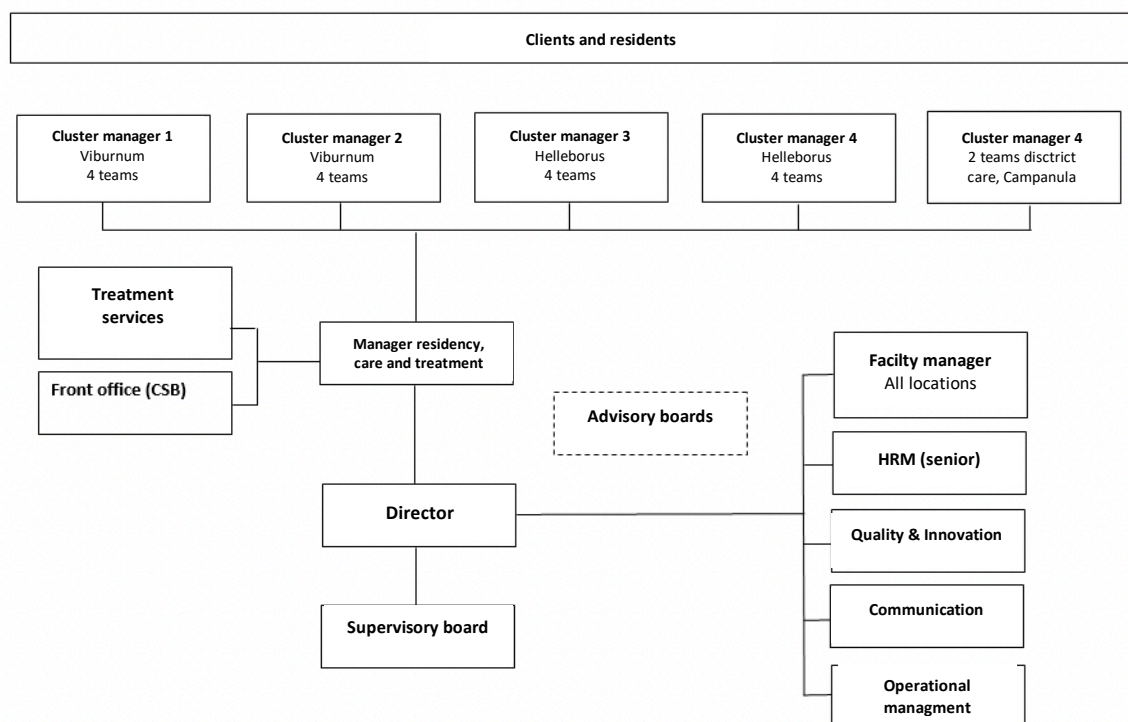 Clients and residents
Cluster manager 1
Viburnum
4 teams
Cluster manager 2
Viburnum
4 teams
Cluster manager 3
Helleborus
4 teams
Cluster manager 4
Helleborus
4 teams
Cluster manager 4
2 teams disctrict
care, Campanula
Treatment
services
Front office (CSB)
Manager residency,
care and treatment
Advisory boards
Facilty manager
All locations
HRM (senior)
Director
Quality & Innovation
Communication
Supervisory board
Operational
managment